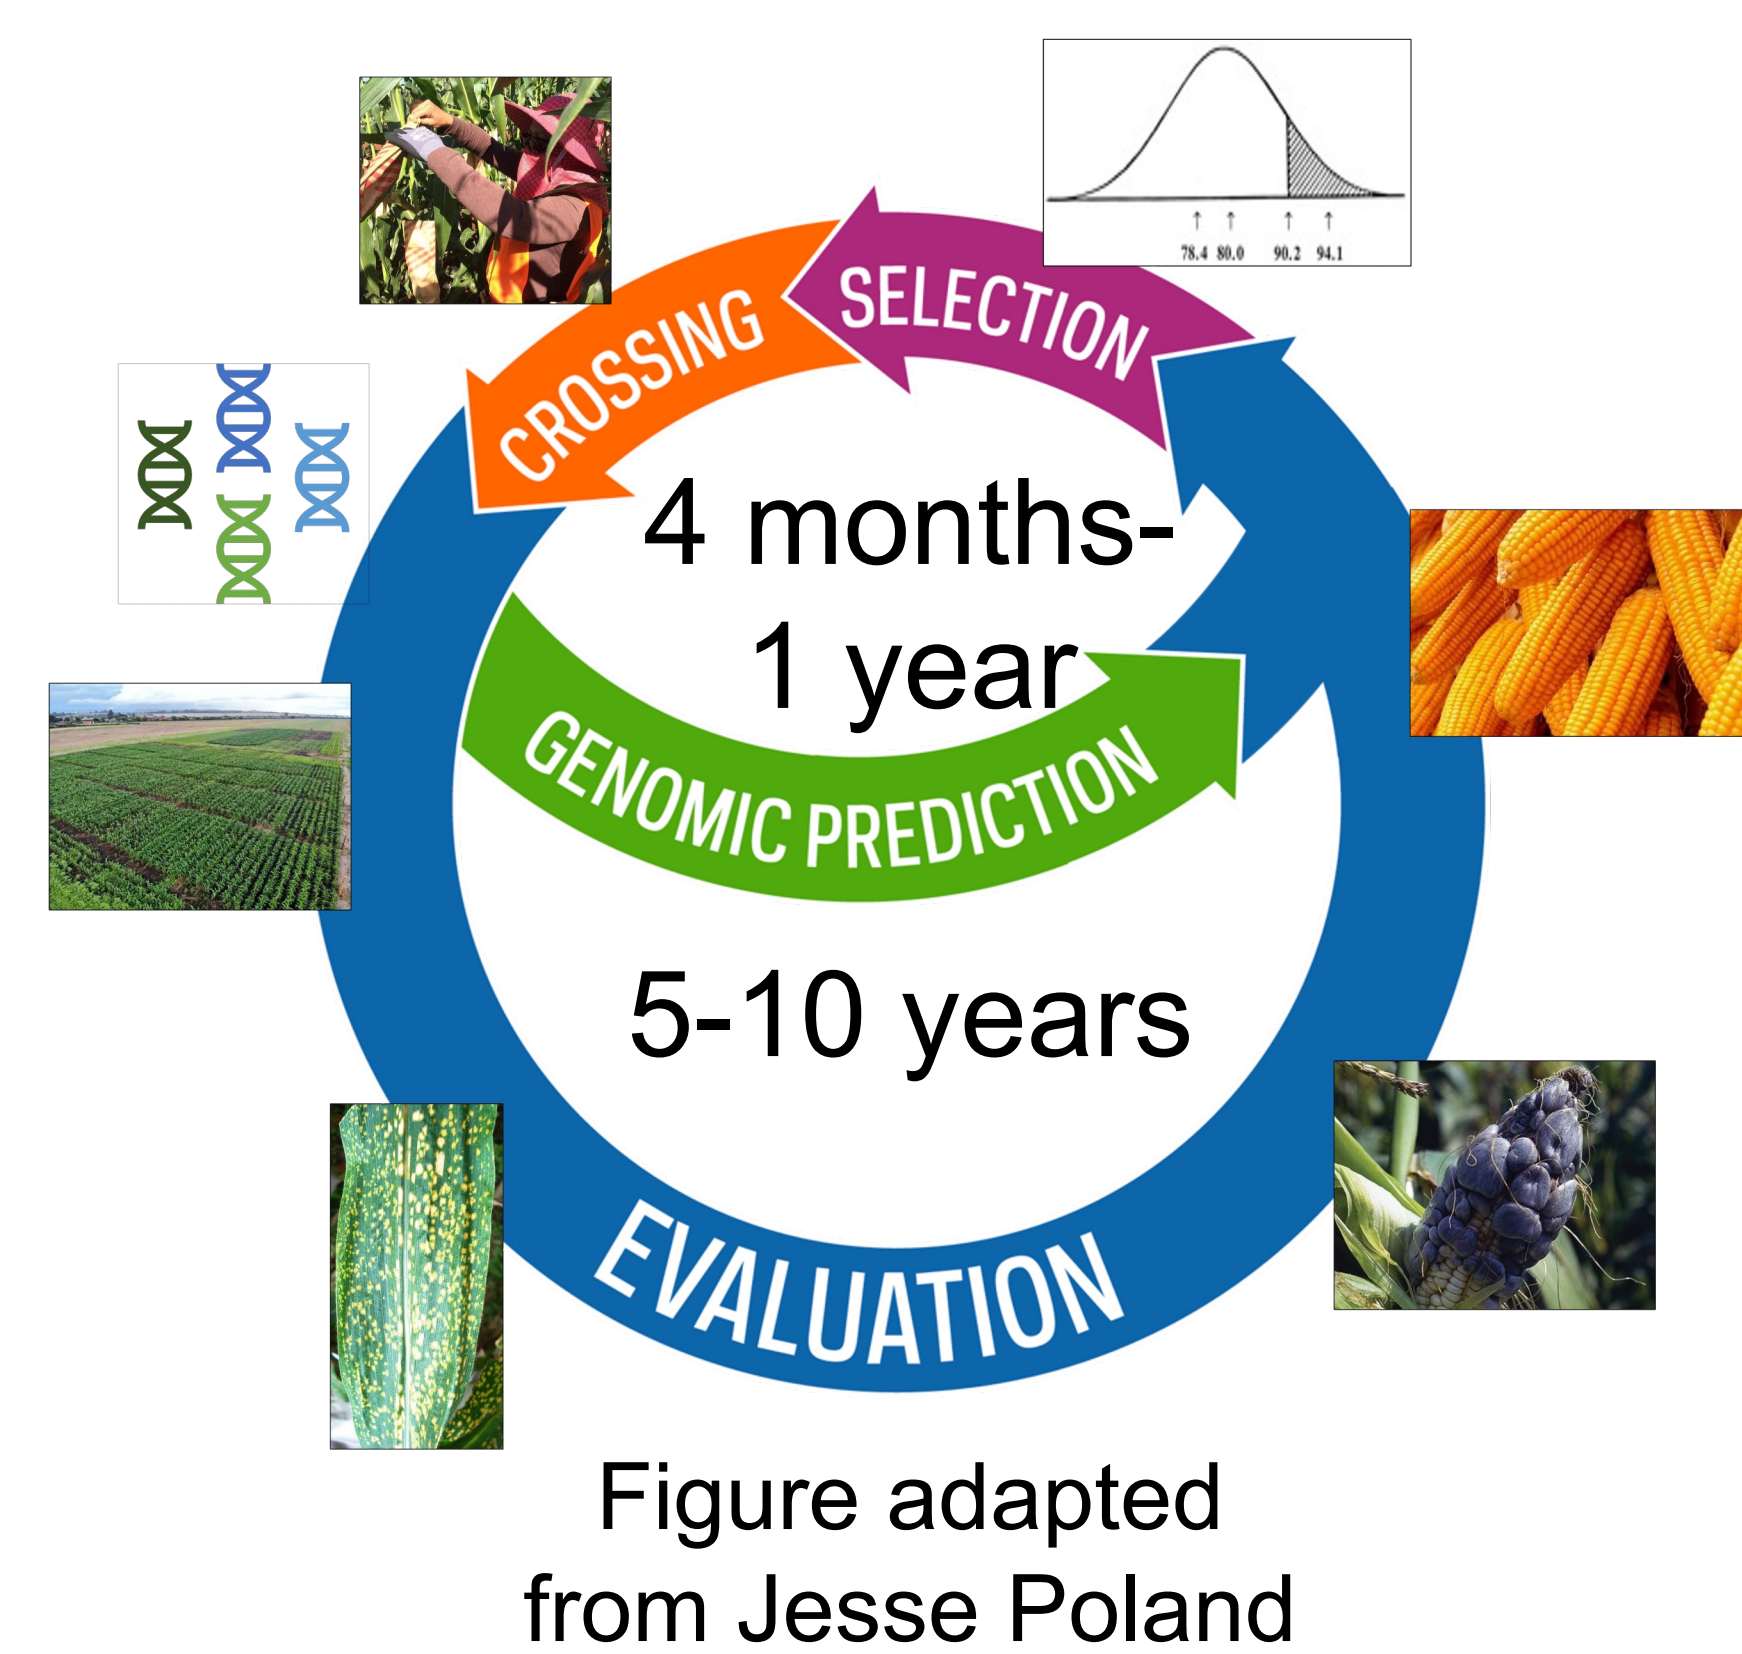 78.4 80.0 90.2 94.1
SELECTION
CROSSING
4 months-
1 year
GENOMIC PREDICTION
5-10 years
EVALUATION
Figure adapted
from Jesse Poland